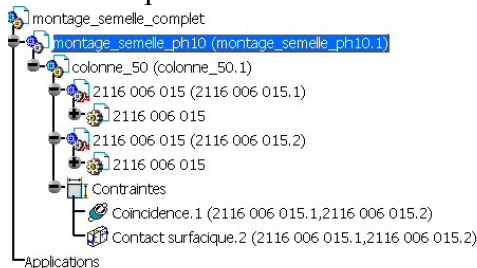 montage_semelle_complet
montage_semelle_ph10 (montage_semelle_ph10.1)
colonne_50 (colonne_50.1)
2116 006 015 (2116 006 015.1)
2116 006 015
2116 006 015 (2116 006 015.2)
2116 006 015
Contraintes
Coïncidence.1 (2116 006 015.1,2116 006 015.2)
Contact surfacique.2 (2116 006 015.1,2116 006 015.2)
Applications